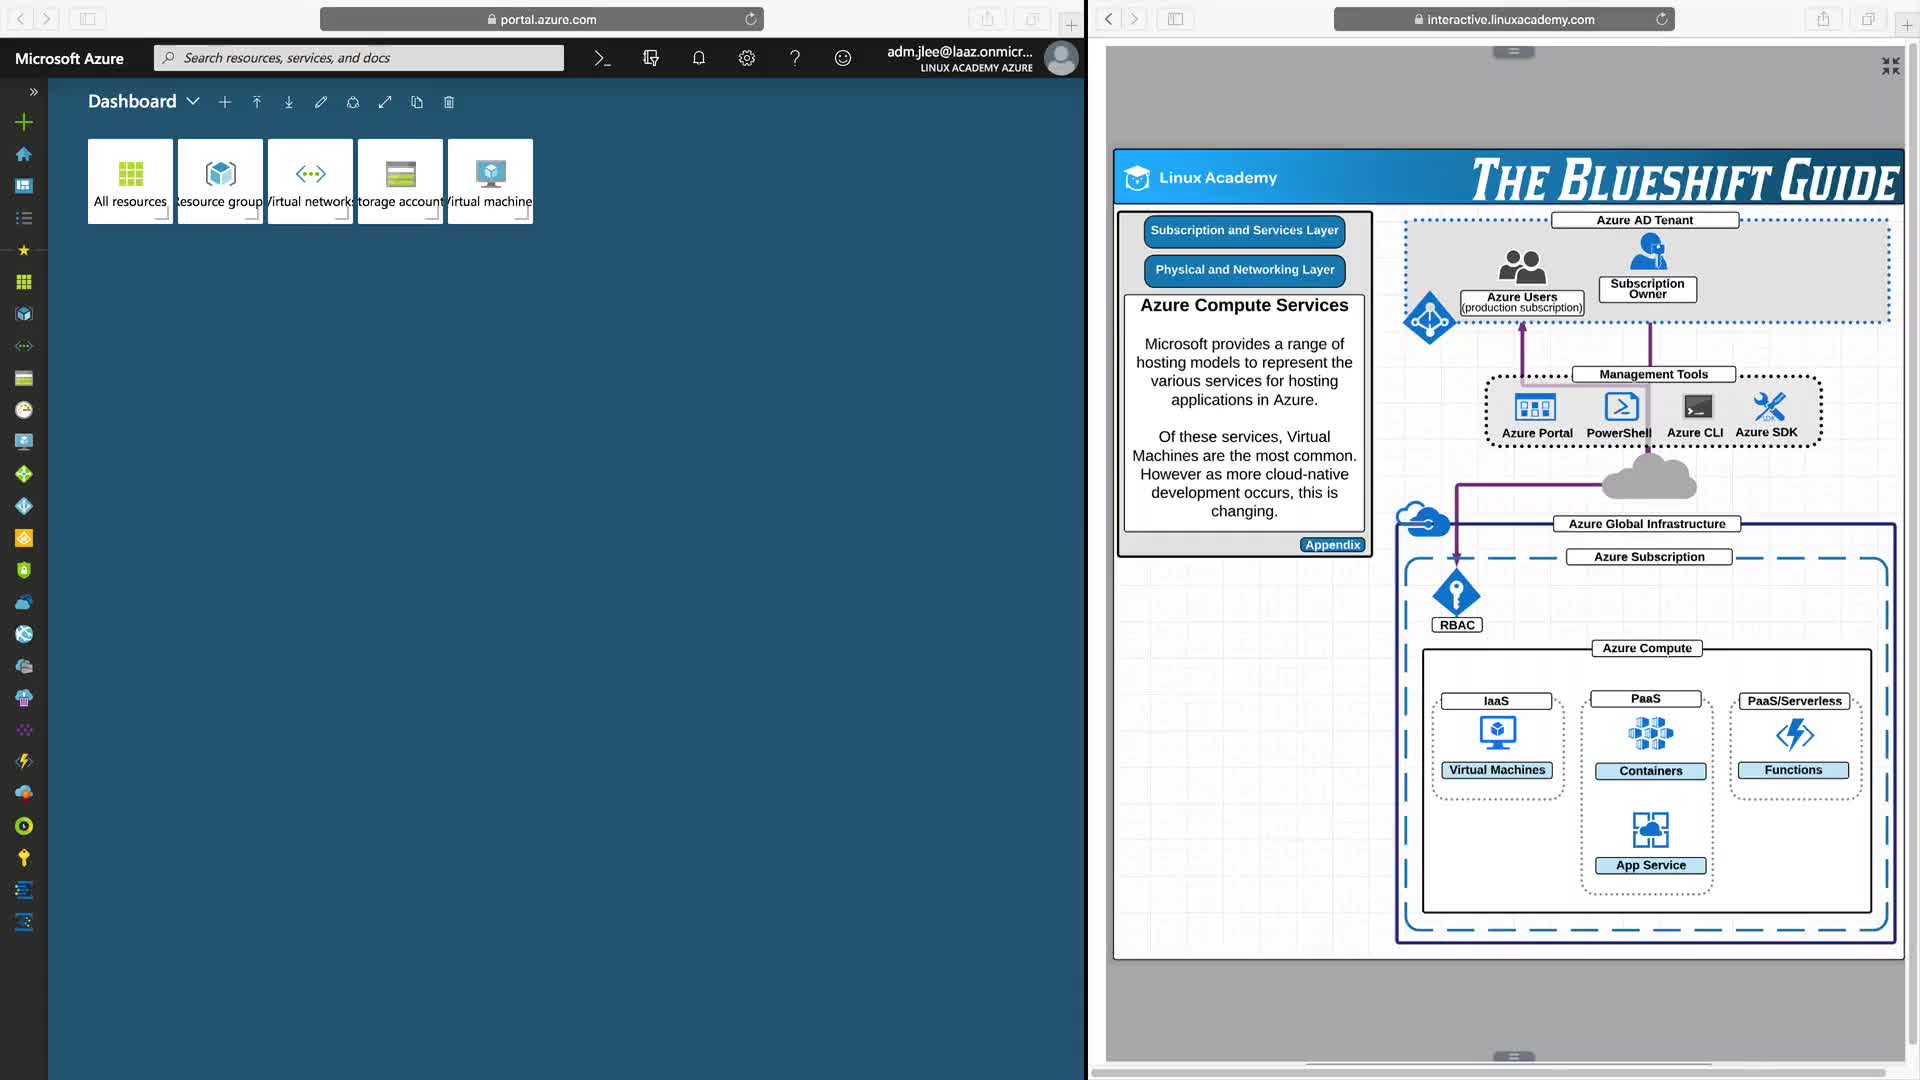 portal.azure.com
Microsoft Azure
Search resources, services, and docs
adm.jlee@laaz.onmicr...
LINUX ACADEMY AZURE
Dashboard
All resources
Resource group
Virtual networks
torage account
Virtual machine
interactive.linuxacademy.com
Linux Academy
THE BLUESHIFT GUIDE
Subscription and Services Layer
Physical and Networking Layer
Azure Compute Services
Microsoft provides a range of
hosting models to represent the
various services for hosting
applications in Azure.
Of these services, Virtual
Machines are the most common.
However as more cloud-native
development occurs, this is
changing.
Appendix
Azure AD Tenant
Azure Users
(production subscription)
Subscription
Owner
Management Tools
Azure Portal
PowerShell
Azure CLI
SDK
Azure SDK
Azure Global Infrastructure
Azure Subscription
RBAC
Azure Compute
IaaS
Virtual Machines
PaaS
Containers
App Service
PaaS/Serverless
Functions